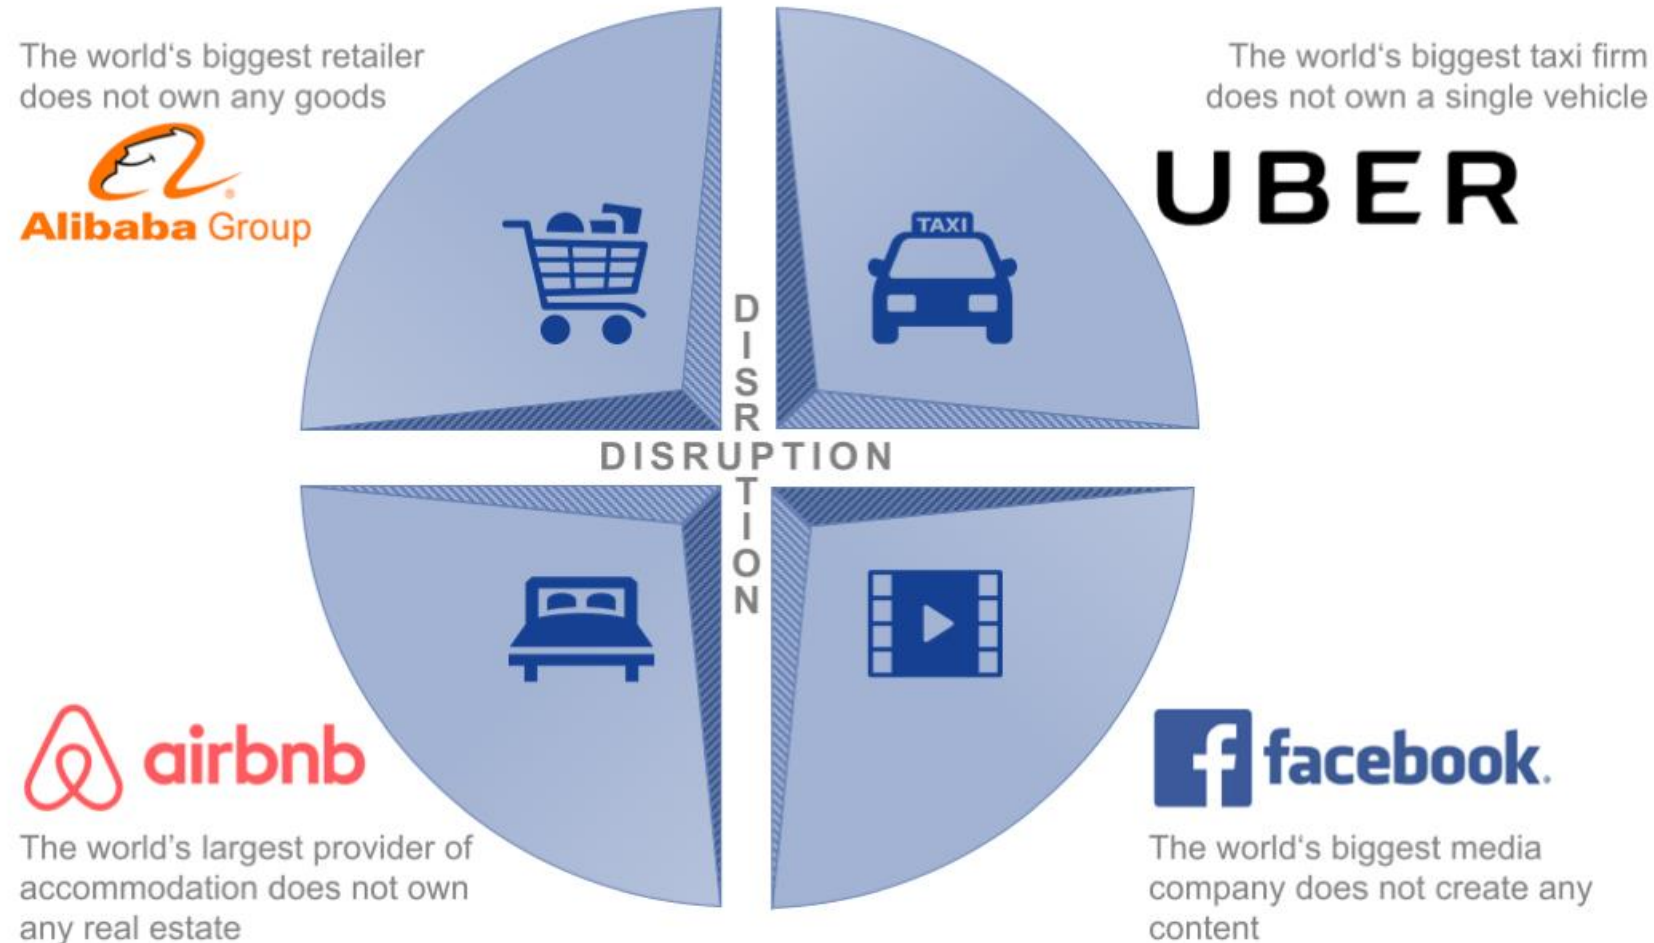 The world‘s biggest retailer
does not own any goods
Alibaba Group
The world‘s biggest taxi firm
does not own a single vehicle
UBER
TAXI
DISRUPTION
DISRUPTION
airbnb
The world’s largest provider of
accommodation does not own
any real estate
facebook.
The world‘s biggest media
company does not create any
content